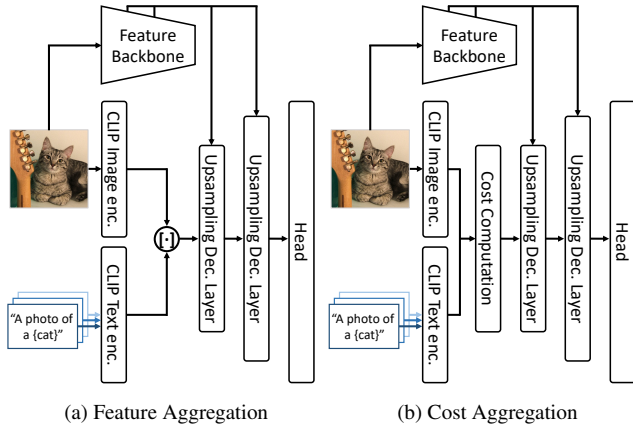 Feature
Backbone
CLIP Image enc.
CLIP Text enc.
“A photo of
a {cat}”
[·]
Upsampling Dec. Layer
Upsampling Dec. Layer
Head
(a) Feature Aggregation
Feature
Backbone
CLIP Image enc.
CLIP Text enc.
“A photo of
a {cat}”
Cost Computation
Upsampling Dec. Layer
Upsampling Dec. Layer
Head
(b) Cost Aggregation